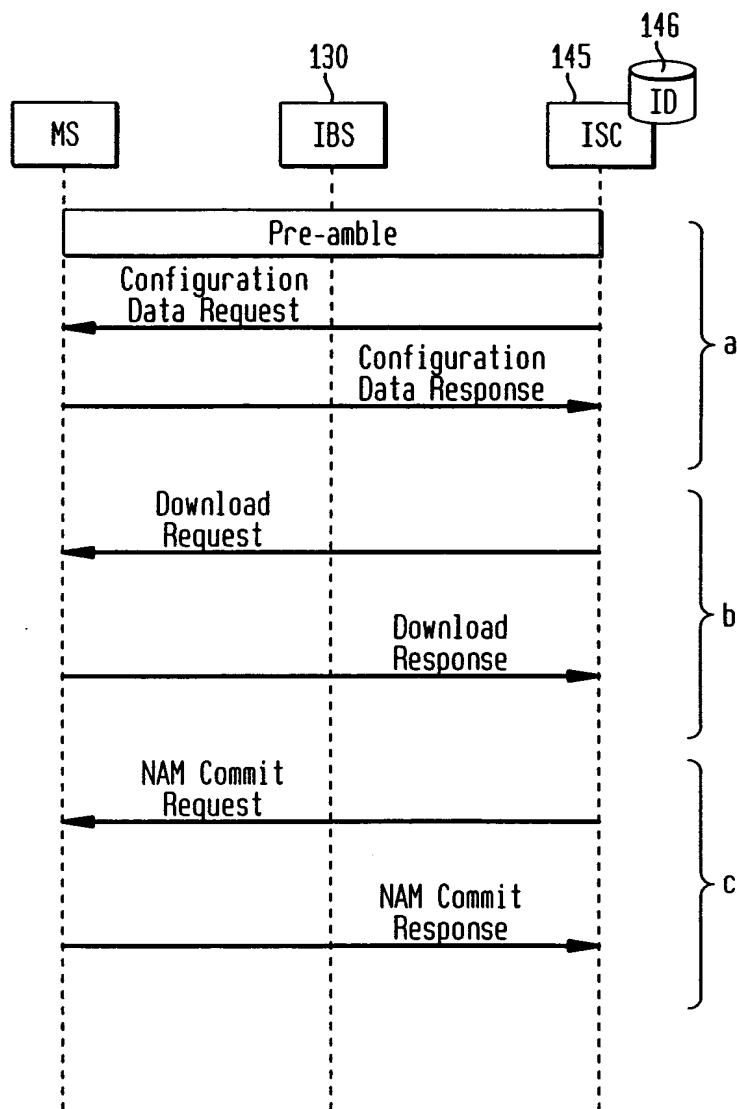 146
130
145
ID
MS
IBS
ISC
Pre-amble
Configuration
Data Request
a
Configuration
Data Response
Download
Request
b
Download
Response
NAM Commit
Request
c
NAM Commit
Response